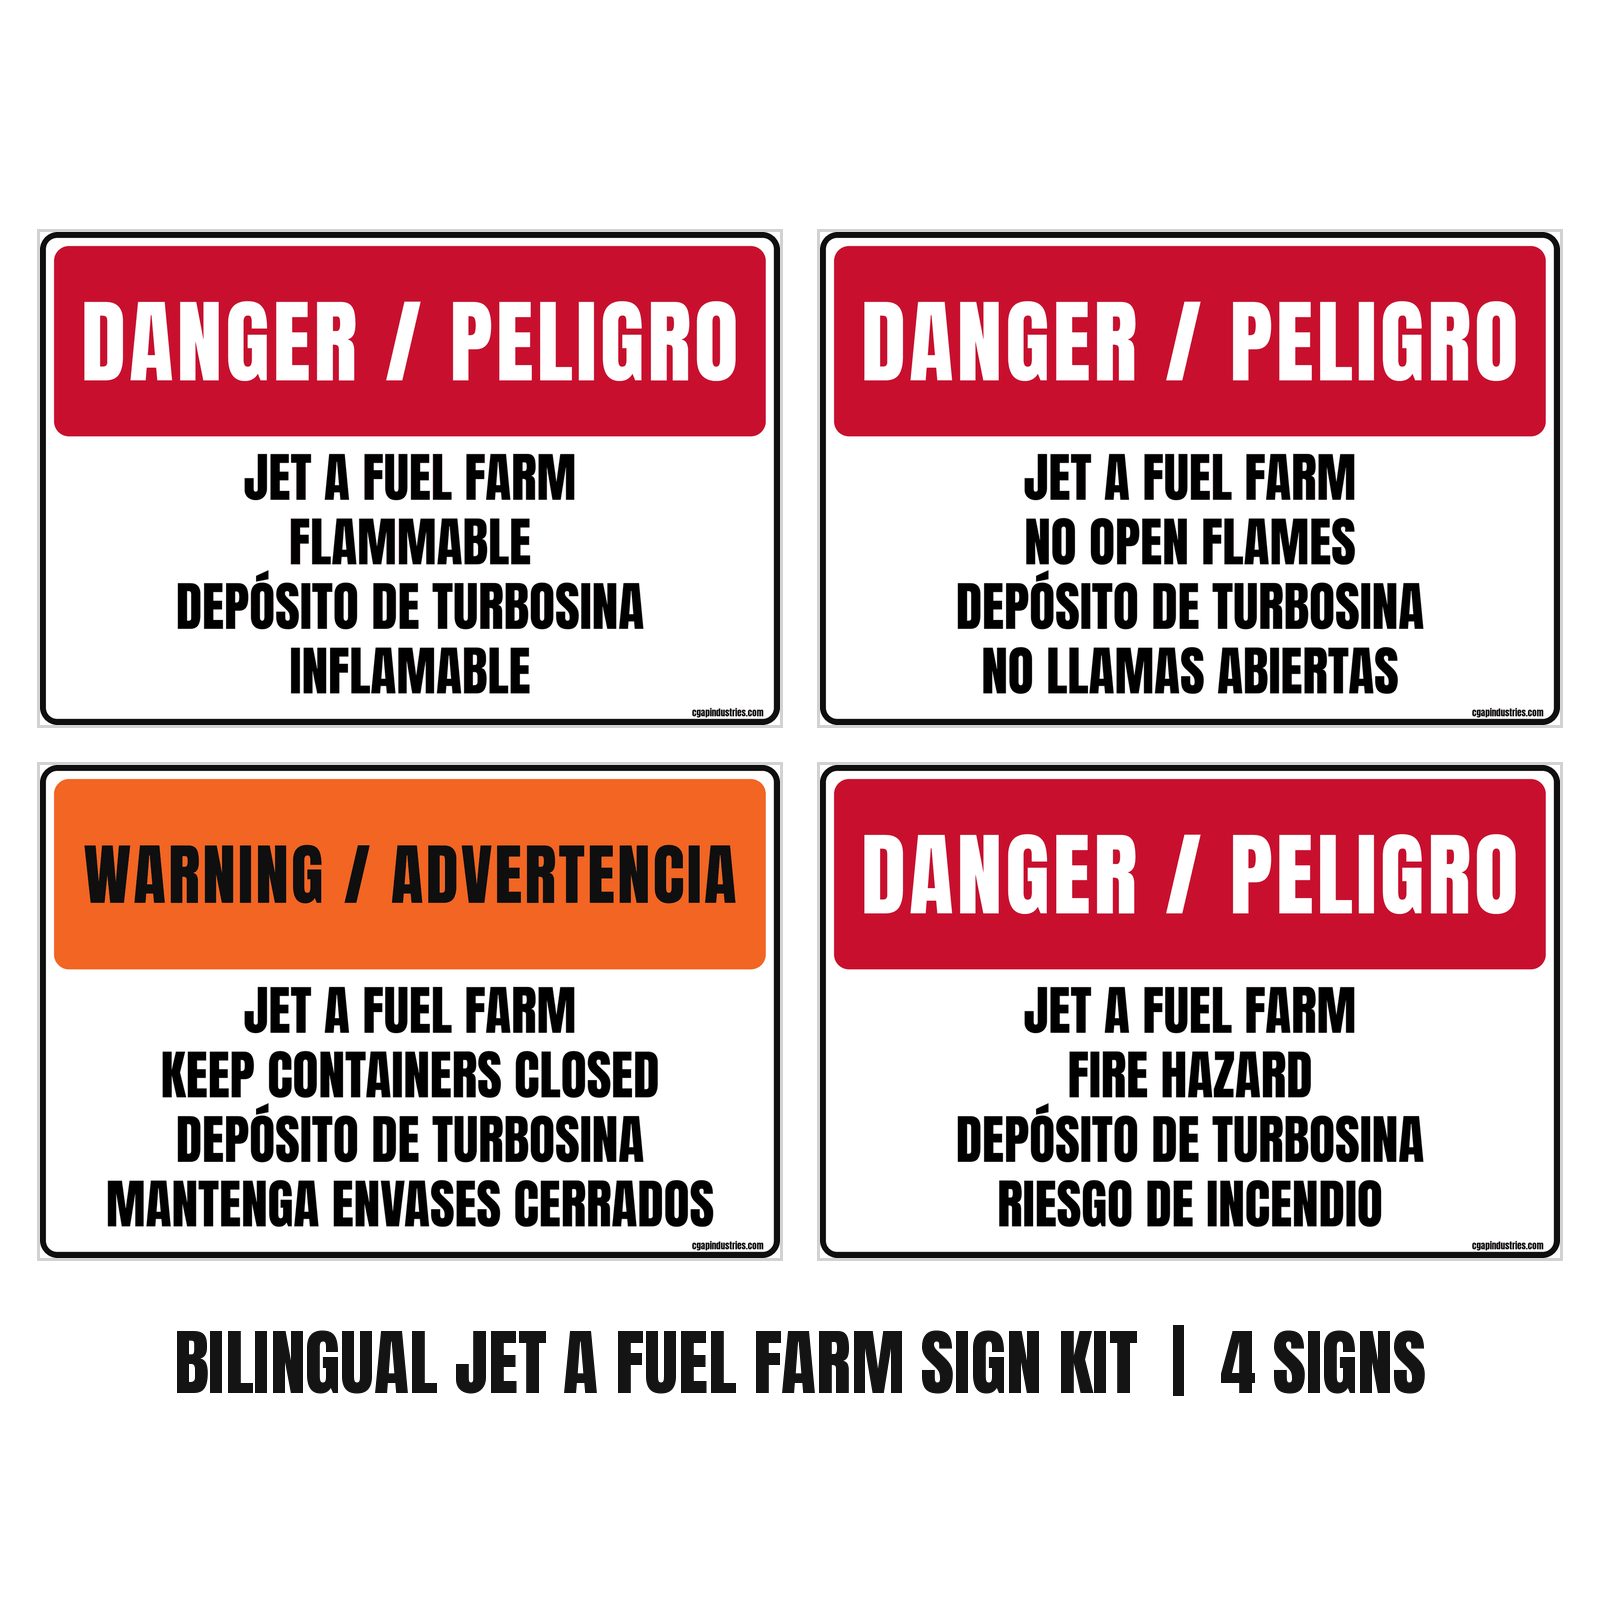 DANGER / PELIGRO
JET A FUEL FARM
FLAMMABLE
DEPÓSITO DE TURBOSINA
INFLAMABLE
cgapindustries.com
DANGER / PELIGRO
JET A FUEL FARM
NO OPEN FLAMES
DEPÓSITO DE TURBOSINA
NO LLAMAS ABIERTAS
cgapindustries.com
WARNING / ADVERTENCIA
JET A FUEL FARM
KEEP CONTAINERS CLOSED
DEPÓSITO DE TURBOSINA
MANTENGA ENVASES CERRADOS
cgapindustries.com
DANGER / PELIGRO
JET A FUEL FARM
FIRE HAZARD
DEPÓSITO DE TURBOSINA
RIESGO DE INCENDIO
cgapindustries.com
BILINGUAL JET A FUEL FARM SIGN KIT | 4 SIGNS